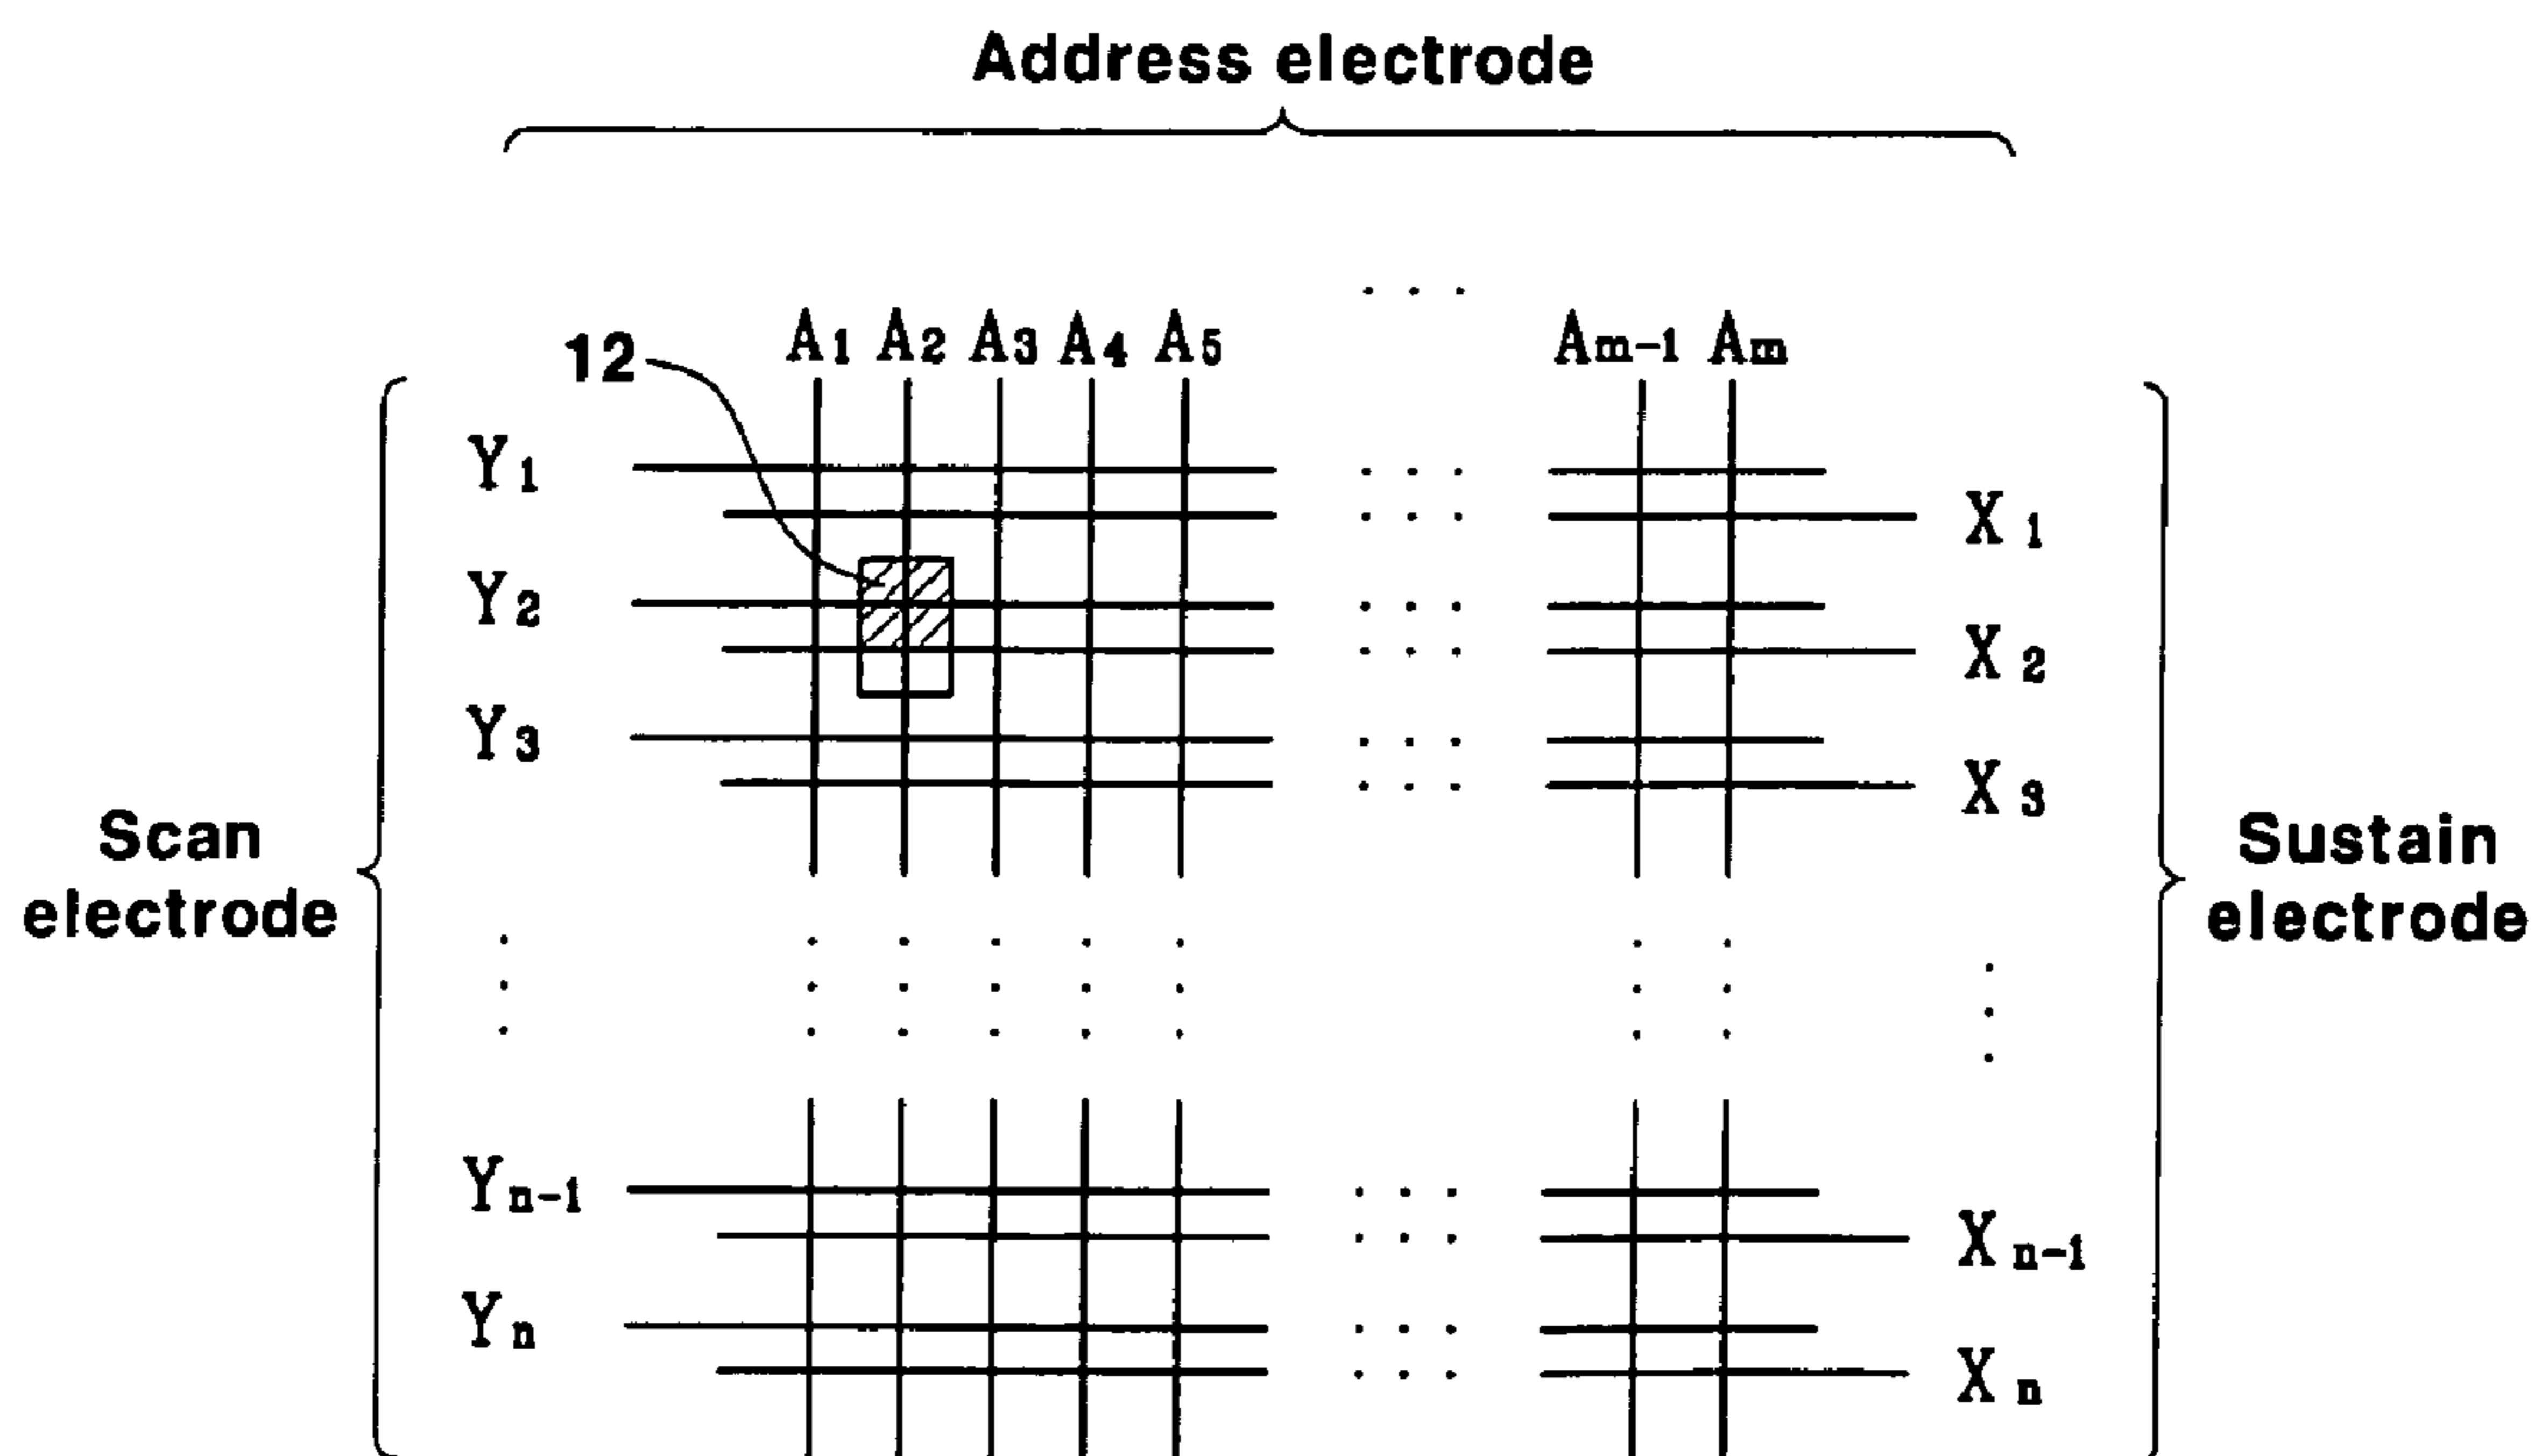 Address electrode
. . .
A1 A2 A3 A4 A5 Am-1 Am
12
Y1
X1
Y2
X2
Y3
X3
Scan
electrode
Sustain
electrode
Yn-1
Xn-1
Yn
Xn